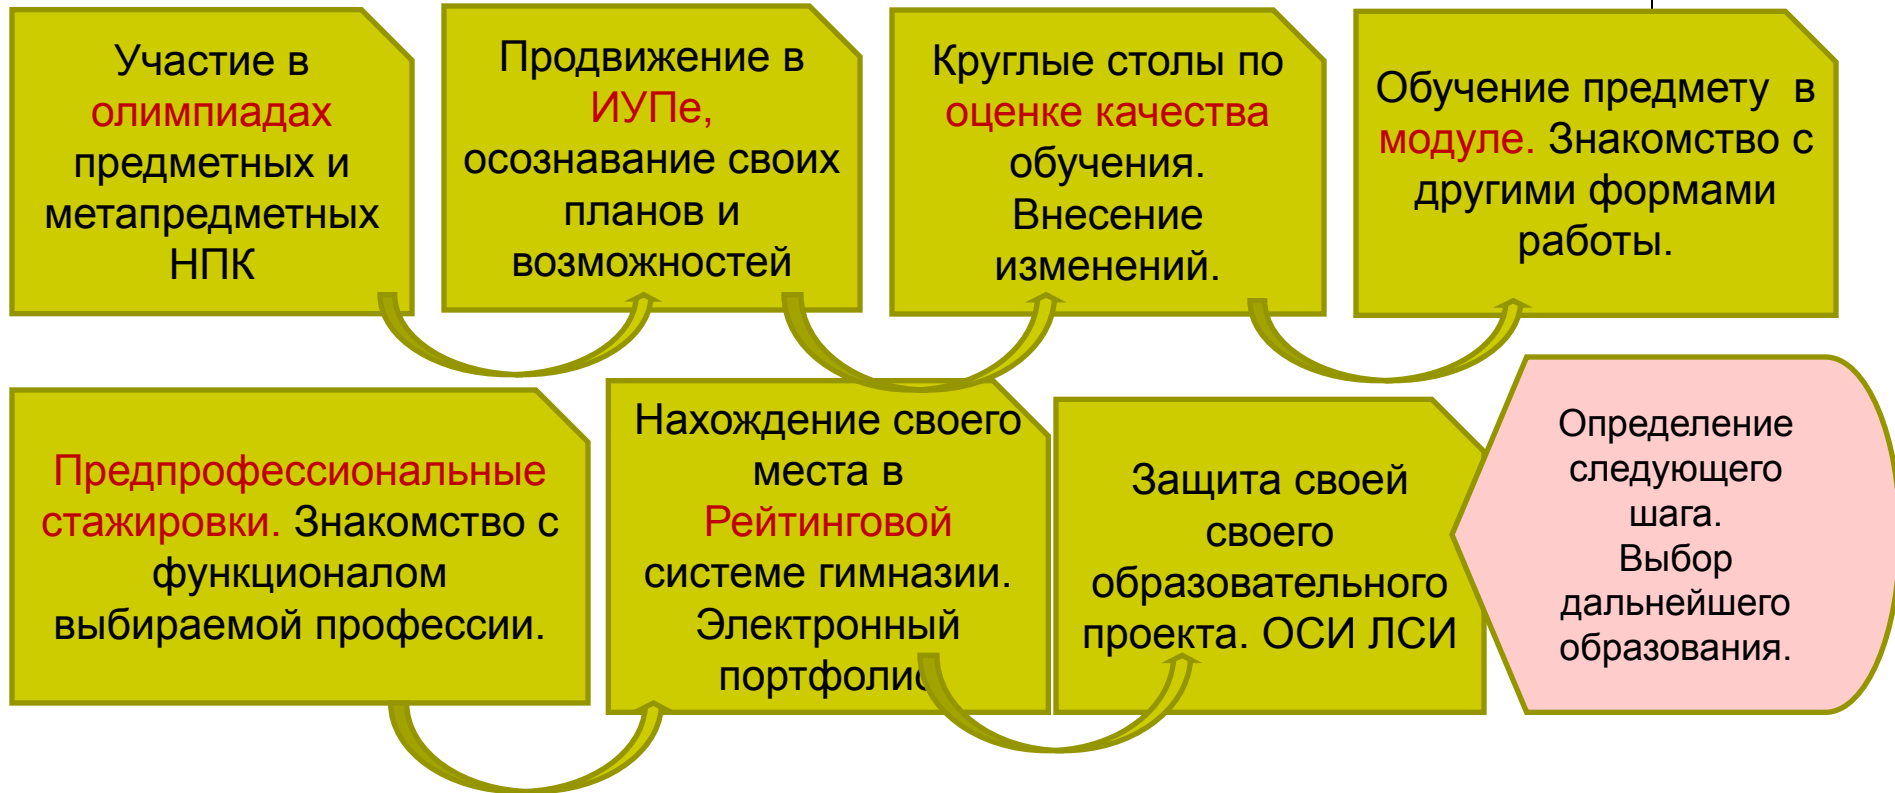 Участие в
олимпиадах
предметных и
метапредметных
НПК
Продвижение в
ИУПе,
осознавание своих
планов и
возможностей
Круглые столы по
оценке качества
обучения.
Внесение
изменений.
Обучение предмету в
модуле. Знакомство с
другими формами
работы.
Предпрофессиональные
стажировки. Знакомство с
функционалом
выбираемой профессии.
Нахождение своего
места в
Рейтинговой
системе гимназии.
Электронный
портфолио
Защита своей
своего
образовательного
проекта. ОСИ ЛСИ
Определение
следующего
шага.
Выбор
дальнейшего
образования.